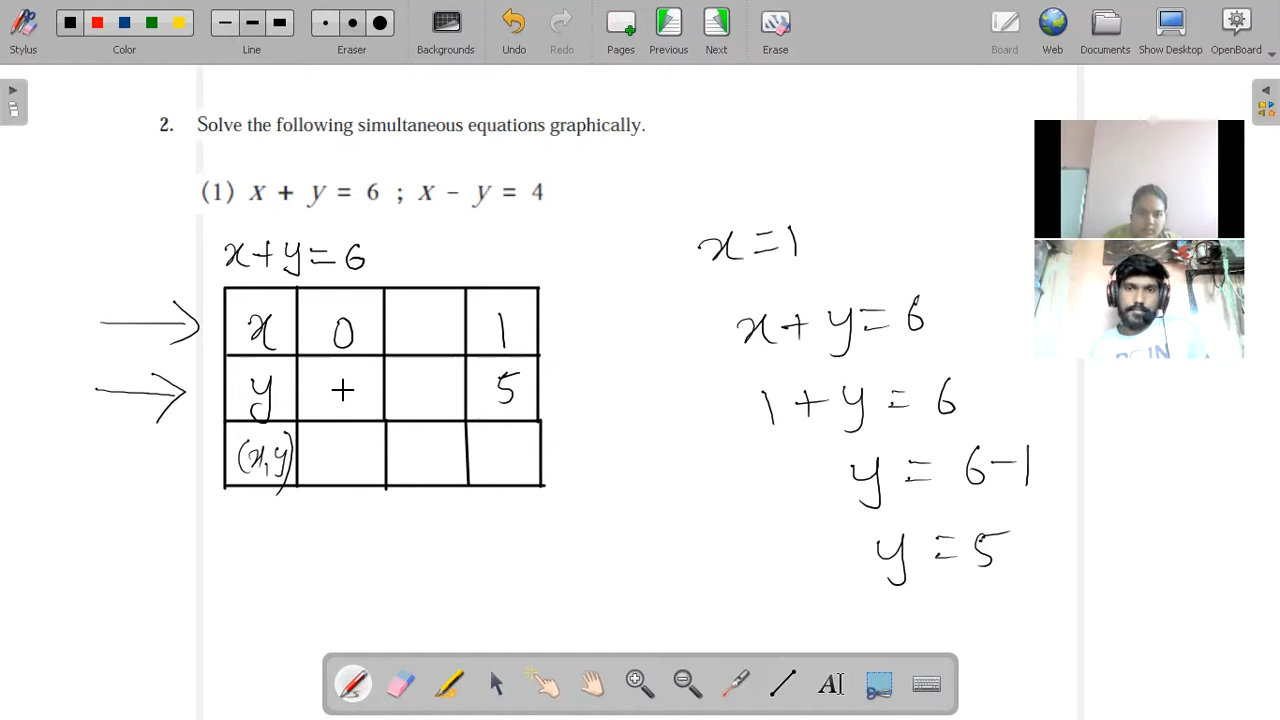 Stylus Color Line Eraser Backgrounds Undo Redo Pages Previous Next Erase Board Web Documents Show Desktop OpenBoard
2. Solve the following simultaneous equations graphically.
(1) x + y = 6 ; x - y = 4
x+y=6
x 0 1
y + 5
(x,y)
x=1
x+y=6
1+y=6
y=6-1
y=5
POINT
AI